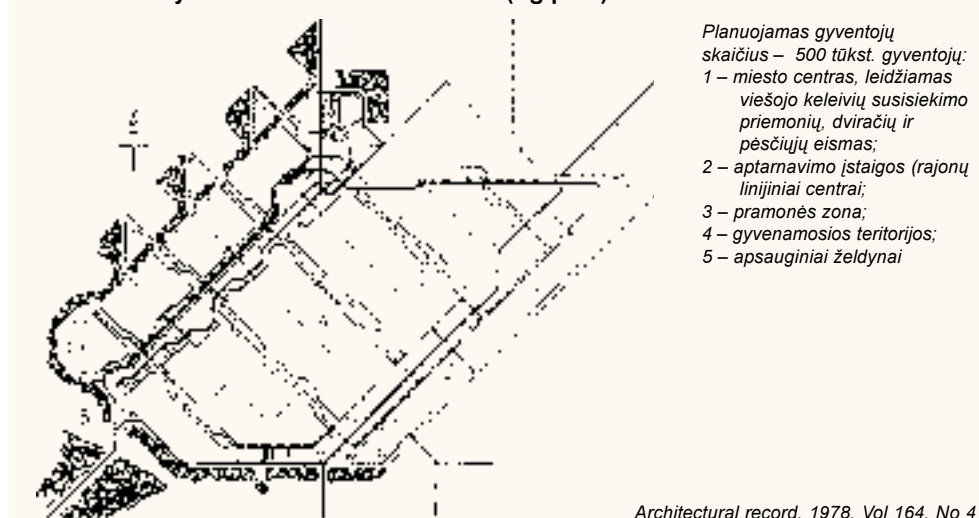 Planuojamas gyventojų
skaičius – 500 tūkst. gyventojų:
1 – miesto centras, leidžiamas
viešojo keleivių susisiekimo
priemonių, dviračių ir
pėsčiųjų eismas;
2 – aptarnavimo įstaigos (rajonų
linijiniai centrai;
3 – pramonės zona;
4 – gyvenamosios teritorijos;
5 – apsauginiai želdynai
Architectural record, 1978, Vol 164, No 4